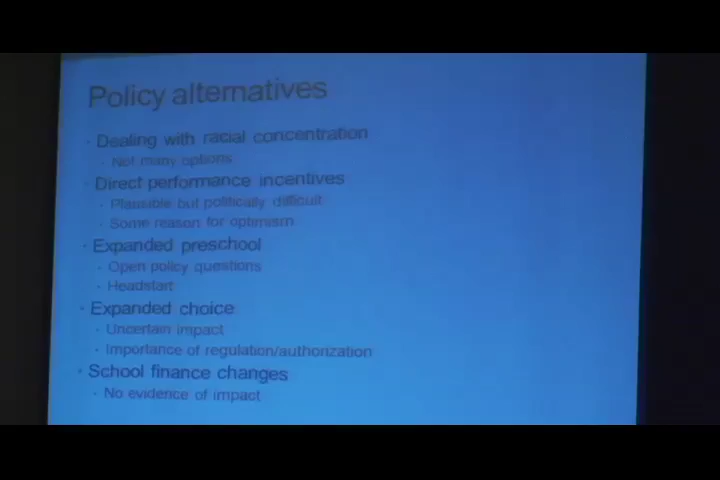 Policy alternatives
· Dealing with racial concentration
· Not many options
· Direct performance incentives
· Plausible but politically difficult
· Some reason for optimism
· Expanded preschool
· Open policy questions
· Headstart
· Expanded choice
· Uncertain impact
· Importance of regulation/authorization
· School finance changes
· No evidence of impact